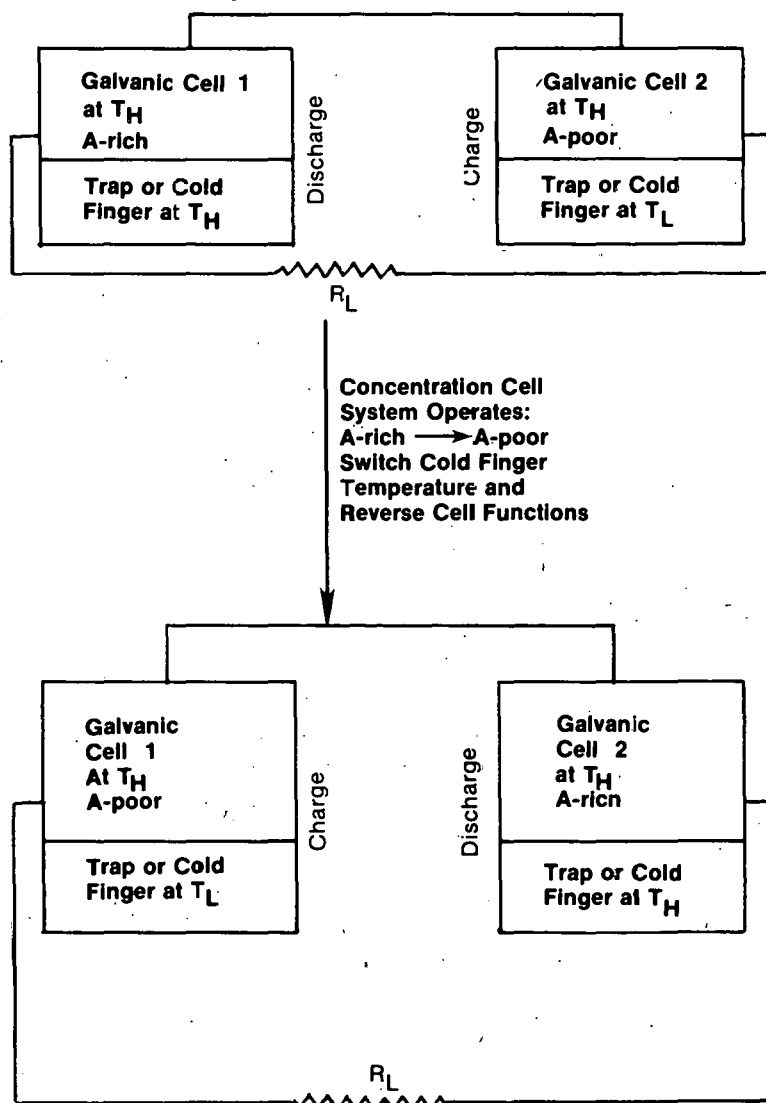 Galvanic Cell 1
at TH
A-rich
Trap or Cold
Finger at TH
Discharge
Charge
Galvanic Cell 2
at TH
A-poor
Trap or Cold
Finger at TL
RL
Concentration Cell
System Operates:
A-rich ⟶ A-poor
Switch Cold Finger
Temperature and
Reverse Cell Functions
Galvanic
Cell 1
At TH
A-poor
Trap or Cold
Finger at TL
Charge
Discharge
Galvanic
Cell 2
at TH
A-ricn
Trap or Cold
Finger at TH
RL